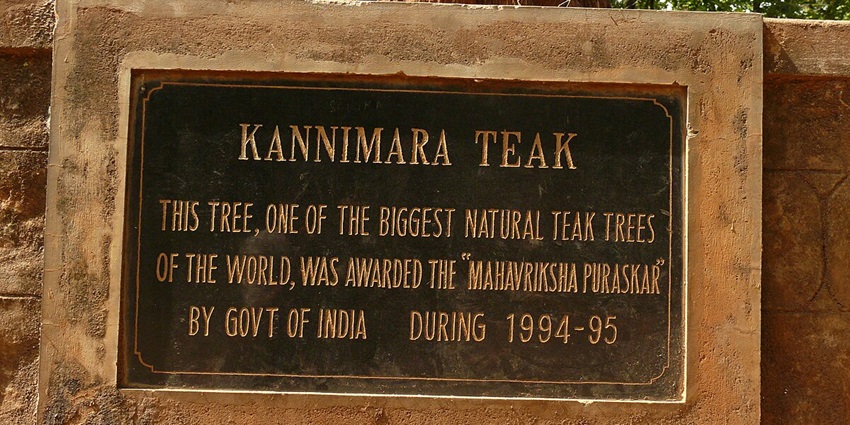 KANNIMARA TEAK
THIS TREE, ONE OF THE BIGGEST NATURAL TEAK TREES
OF THE WORLD, WAS AWARDED THE "MAHAVRIKSHA PURASKAR"
BY GOVT OF INDIA DURING 1994-95